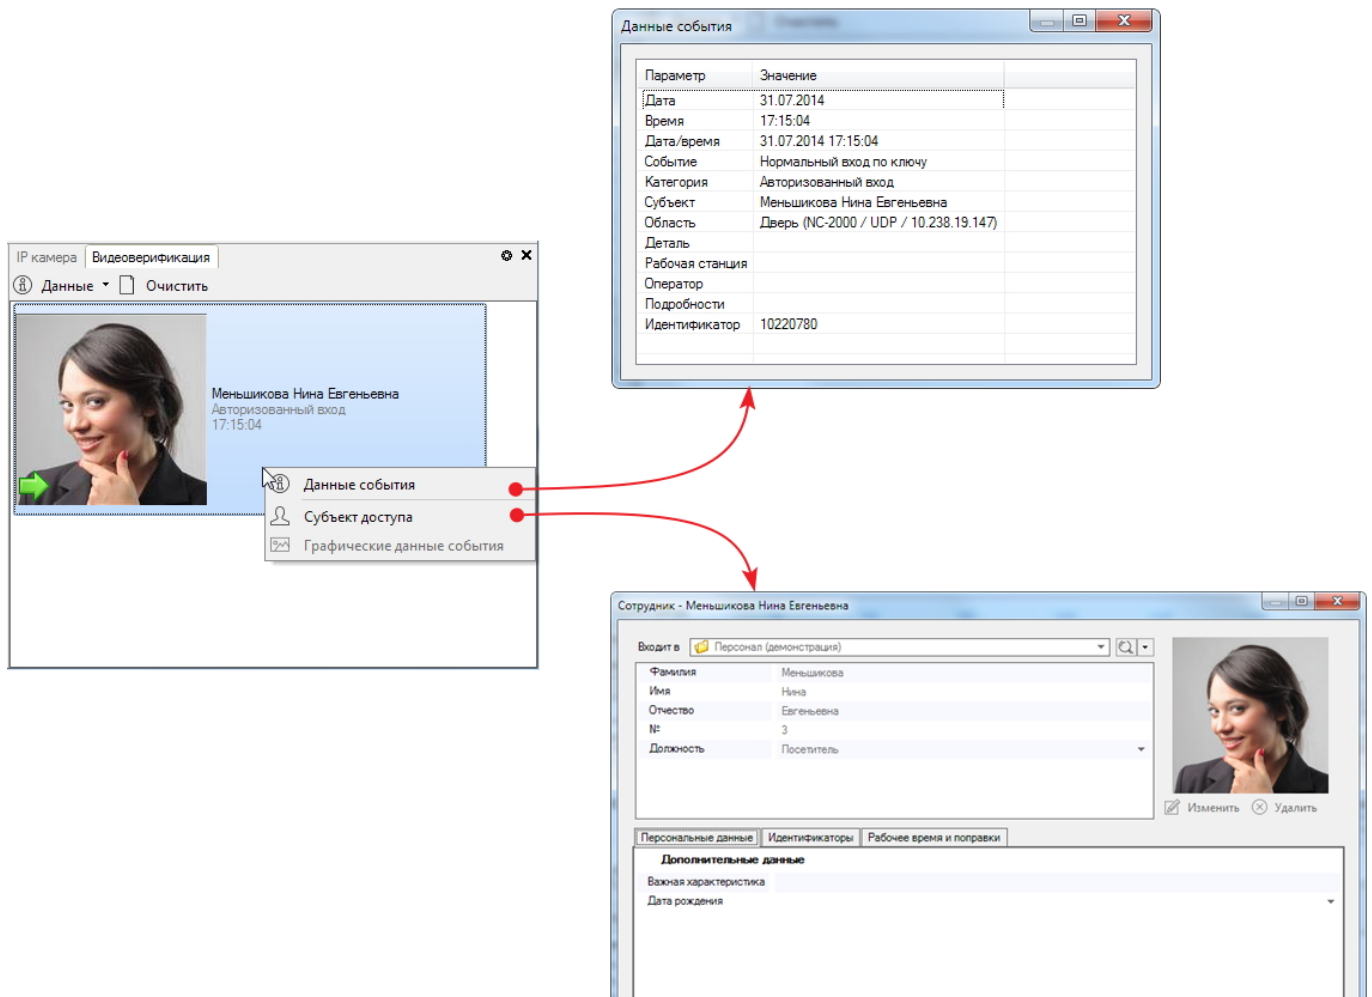 Данные события
Параметр Значение
Дата 31.07.2014
Время 17:15:04
Дата/время 31.07.2014 17:15:04
Событие Нормальный вход по ключу
Категория Авторизованный вход
Субъект Меньшикова Нина Евгеньевна
Область Дверь (NC-2000 / UDP / 10.238.19.147)
Деталь
Рабочая станция
Оператор
Подробности
Идентификатор 10220780
IP камера Видеоверификация
Данные Очистить
Меньшикова Нина Евгеньевна
Авторизованный вход
17:15:04
Данные события
Субъект доступа
Графические данные события
Сотрудник - Меньшикова Нина Евгеньевна
Входит в Персонал (демонстрация)
Фамилия Меньшикова
Имя Нина
Отчество Евгеньевна
№ 3
Должность Посетитель
Изменить Удалить
Персональные данные Идентификаторы Рабочее время и поправки
Дополнительные данные
Важная характеристика
Дата рождения